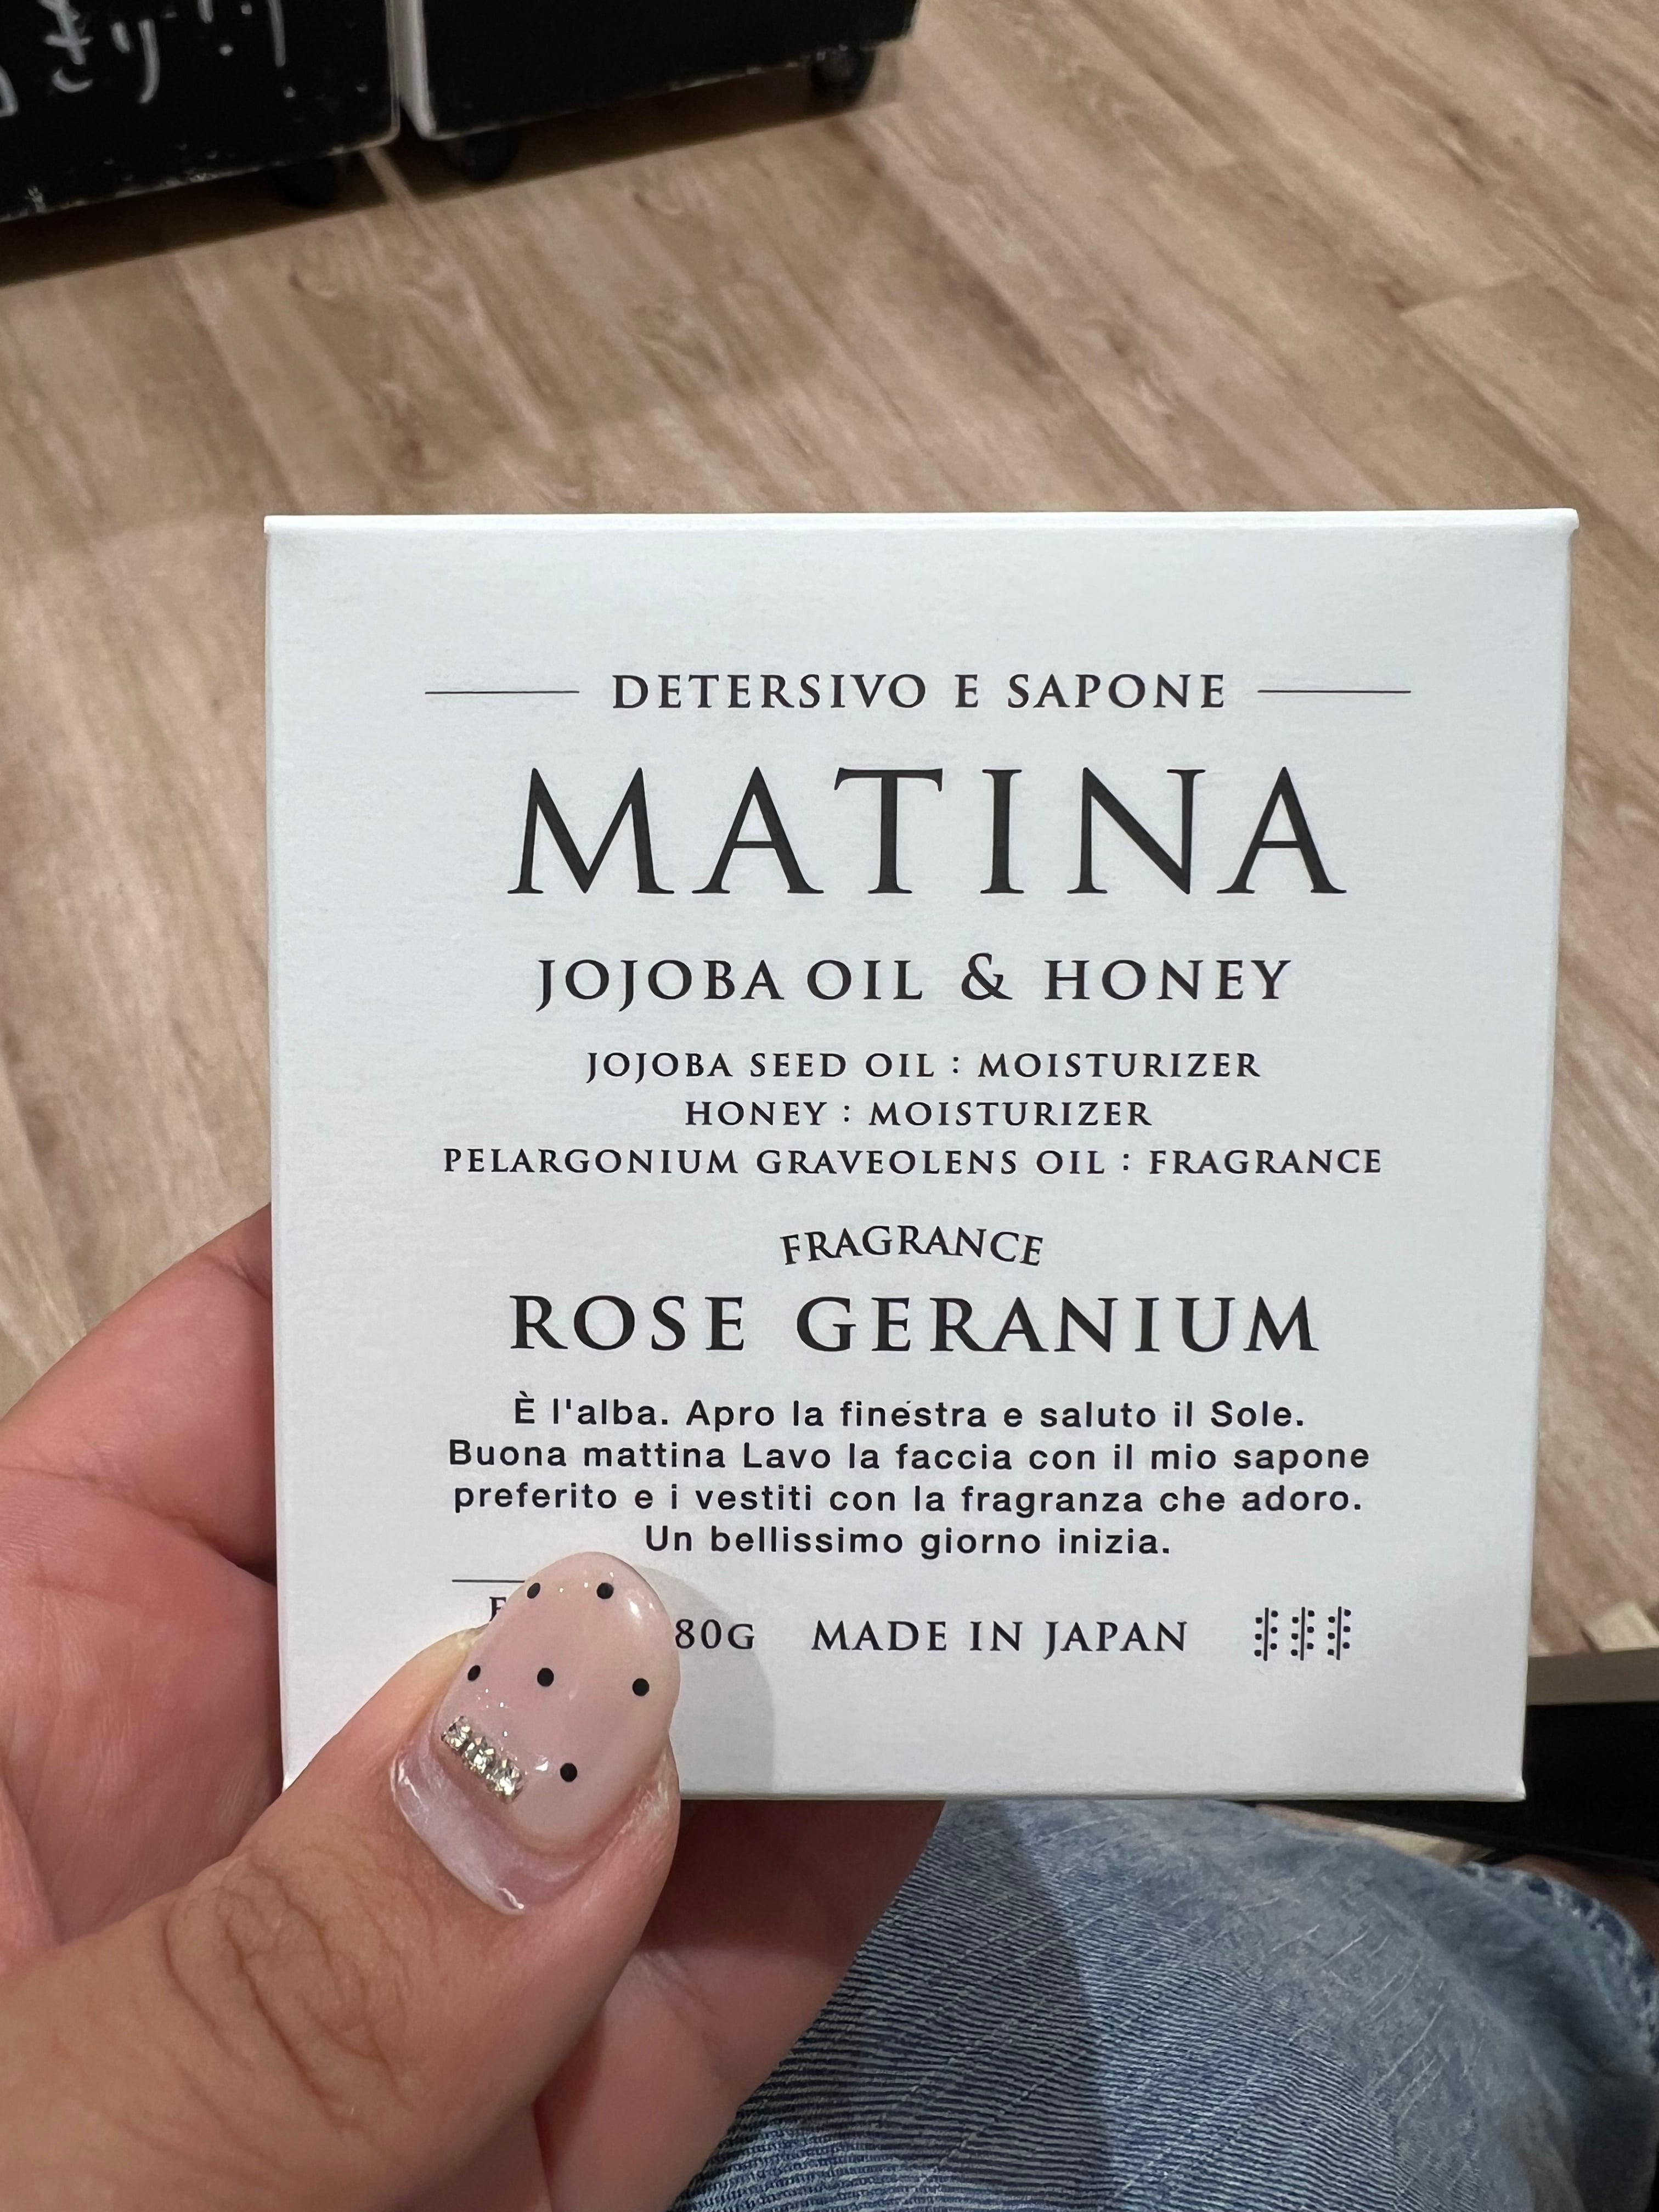 きり!!
DETERSIVO E SAPONE
MATINA
JOJOBA OIL & HONEY
JOJOBA SEED OIL : MOISTURIZER
HONEY : MOISTURIZER
PELARGONIUM GRAVEOLENS OIL : FRAGRANCE
FRAGRANCE
ROSE GERANIUM
È l'alba. Apro la finestra e saluto il Sole.
Buona mattina Lavo la faccia con il mio sapone
preferito e i vestiti con la fragranza che adoro.
Un bellissimo giorno inizia.
80G MADE IN JAPAN